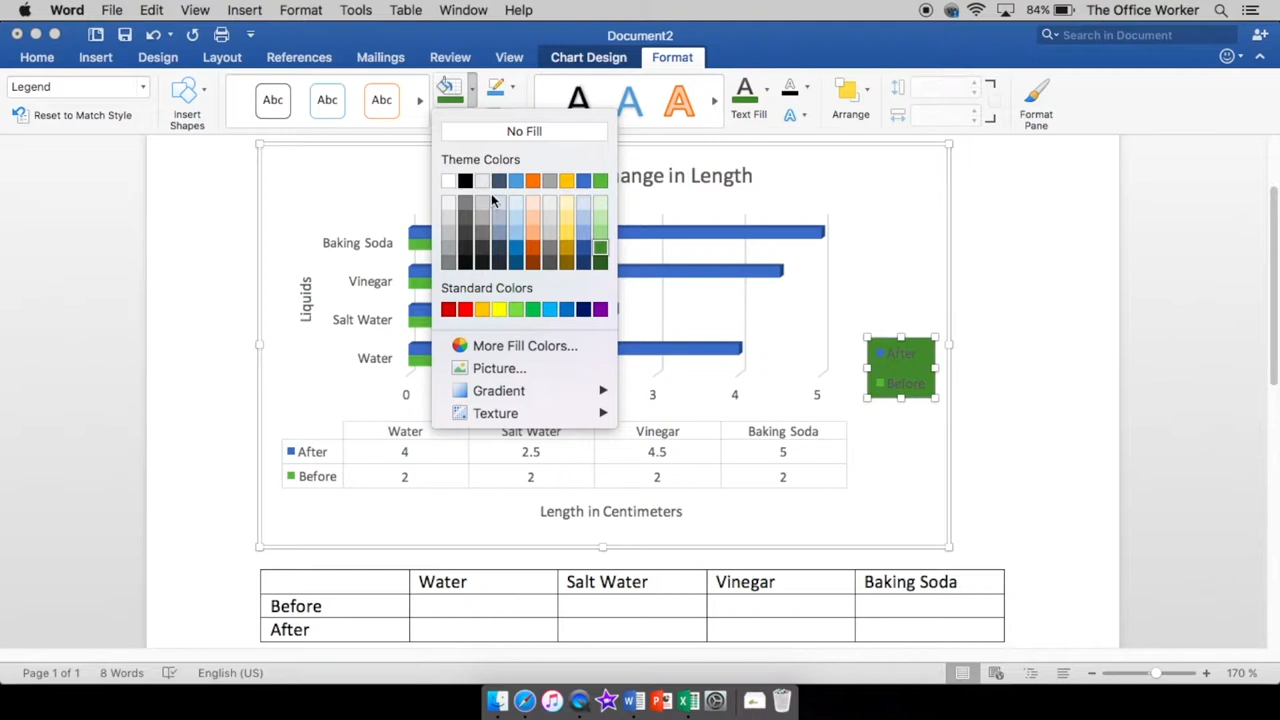 Word File Edit View Insert Format Tools Table Window Help 84% The Office Worker
Document2
Search in Document
Home Insert Design Layout References Mailings Review View Chart Design Format
Legend
Reset to Match Style
Insert Shapes
Abc Abc Abc
A A A
A Text Fill
A
A
Arrange
Format Pane
No Fill
Theme Colors
Standard Colors
More Fill Colors...
Picture...
Gradient
Texture
ange in Length
Liquids
Baking Soda
Vinegar
Salt Water
Water
0 3 4 5
After
Before
Water Salt Water Vinegar Baking Soda
After 4 2.5 4.5 5
Before 2 2 2 2
Length in Centimeters
Water Salt Water Vinegar Baking Soda
Before
After
Page 1 of 1 8 Words English (US) 170 %